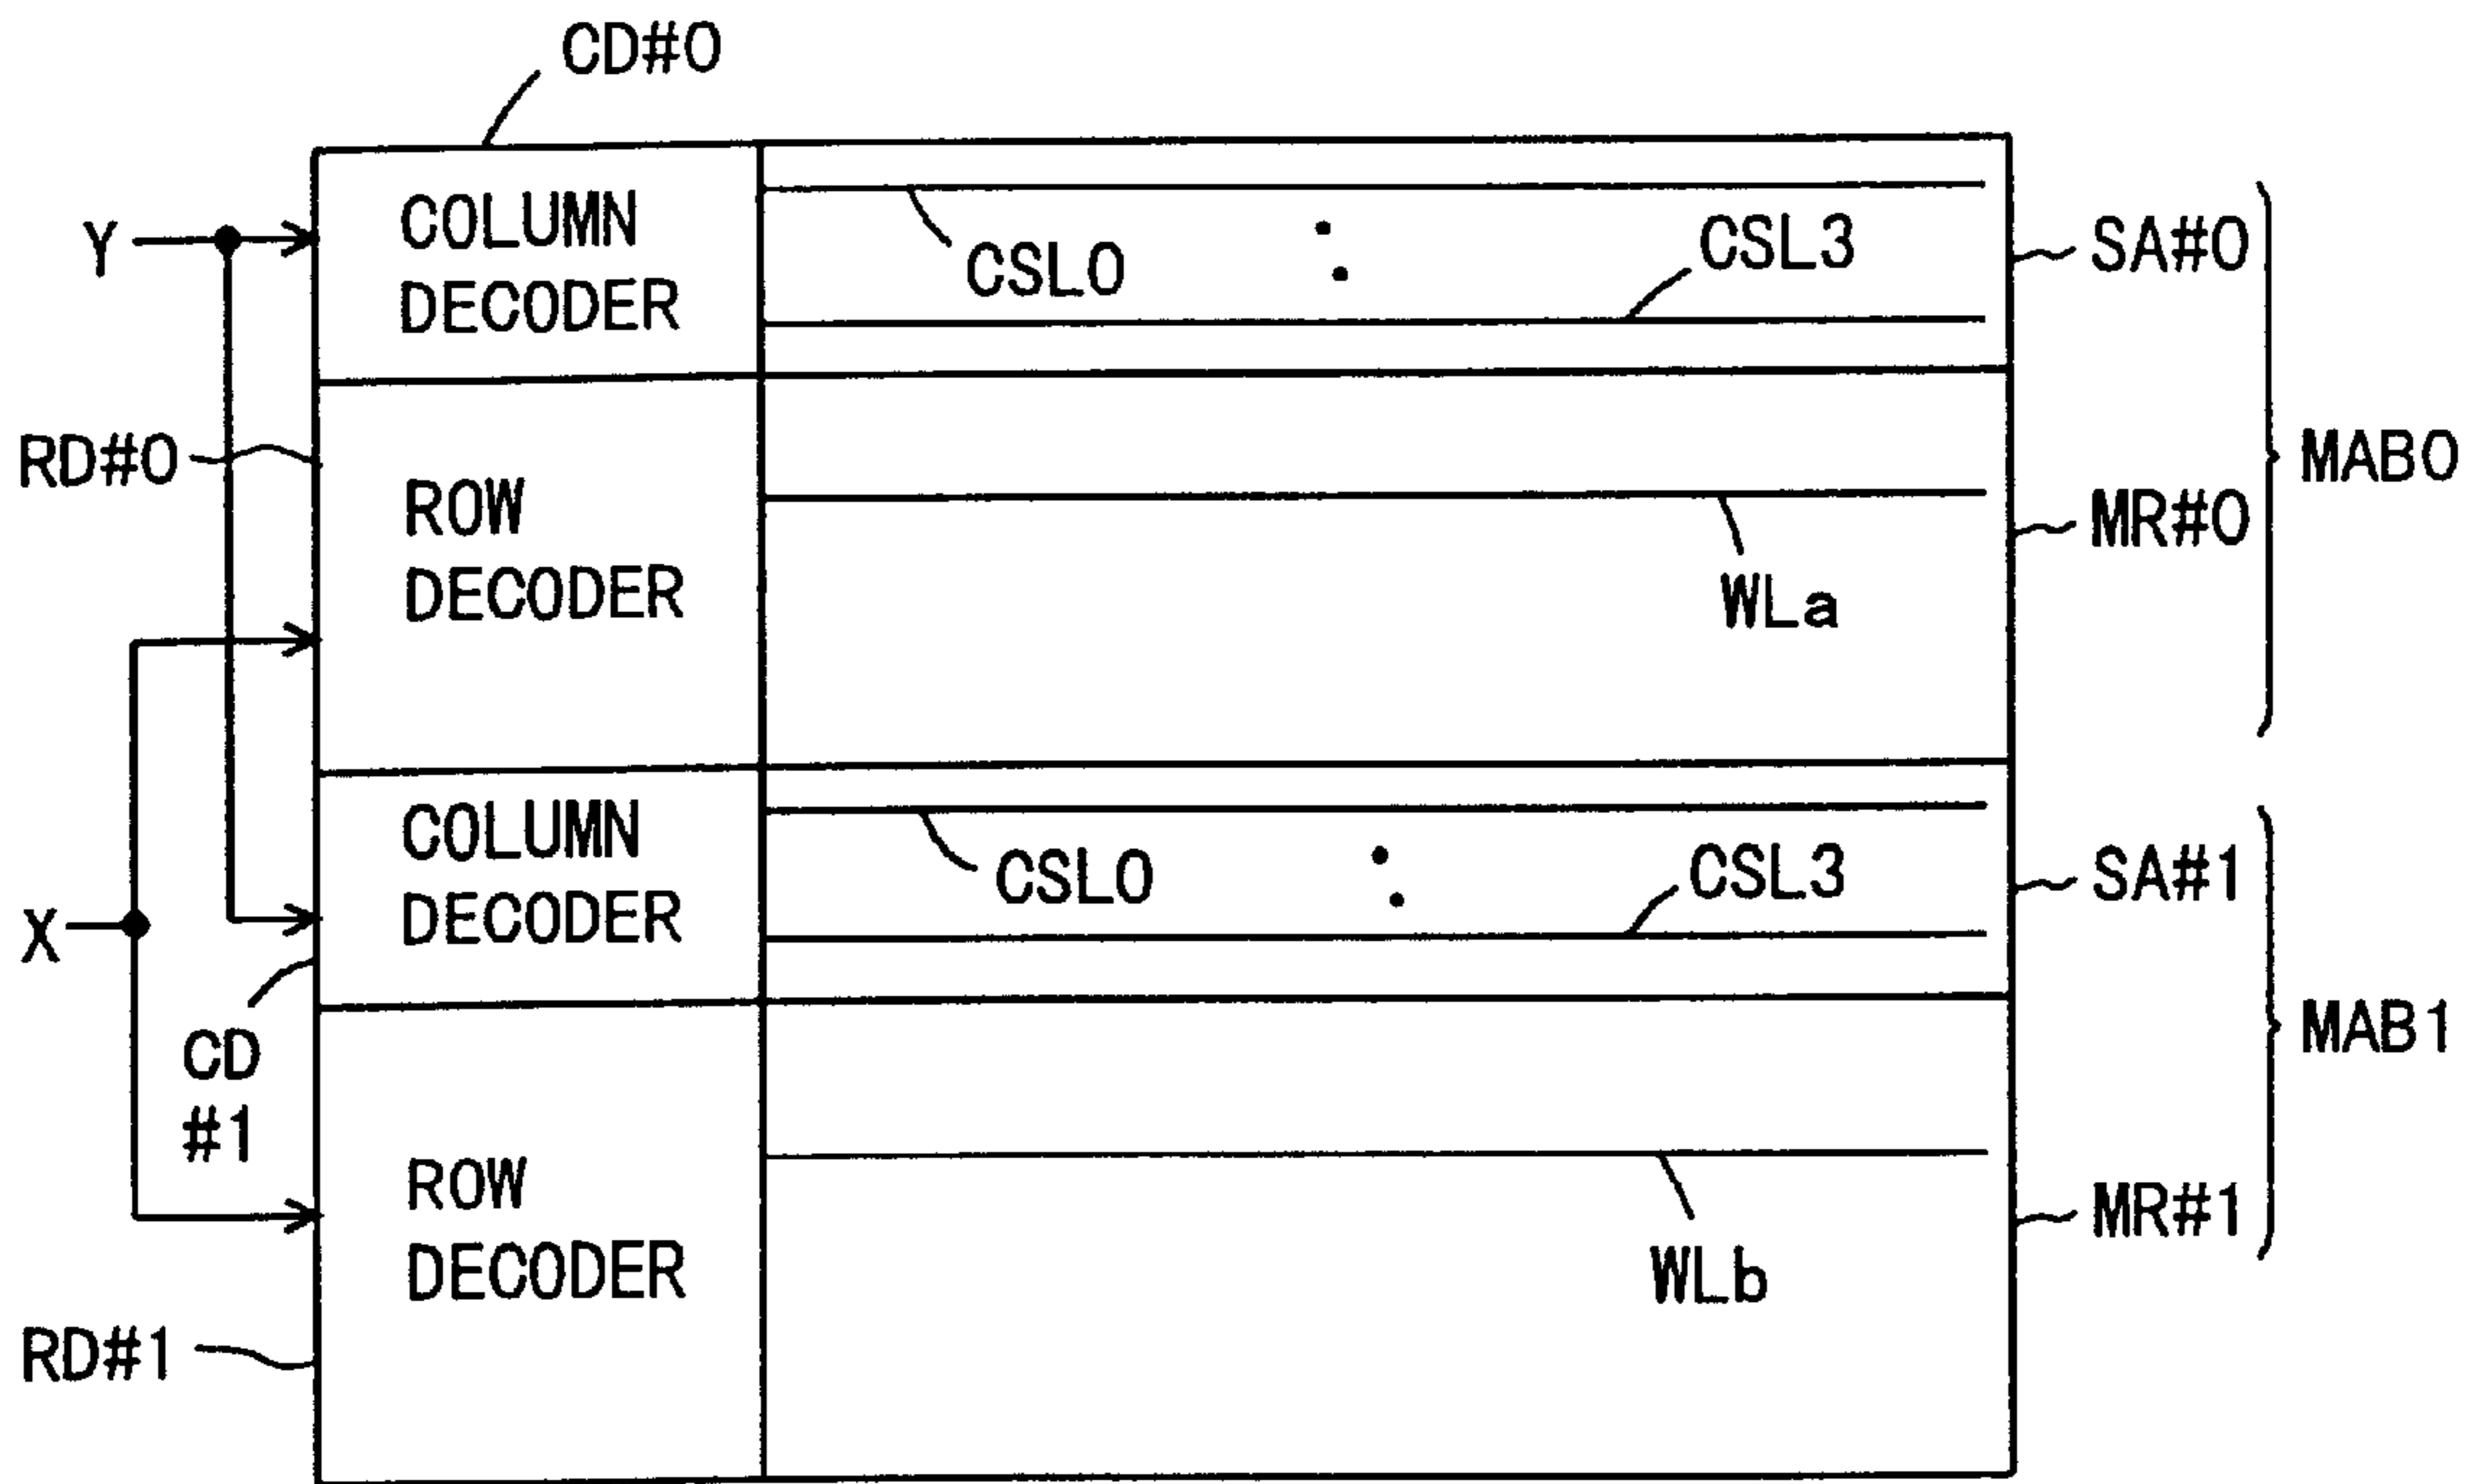 CD#0
COLUMN
DECODER
Y
CSL0
CSL3
SA#0
RD#0
ROW
DECODER
WLa
MR#0
MAB0
COLUMN
DECODER
X
CSL0
CSL3
SA#1
CD
#1
MAB1
ROW
DECODER
WLb
MR#1
RD#1